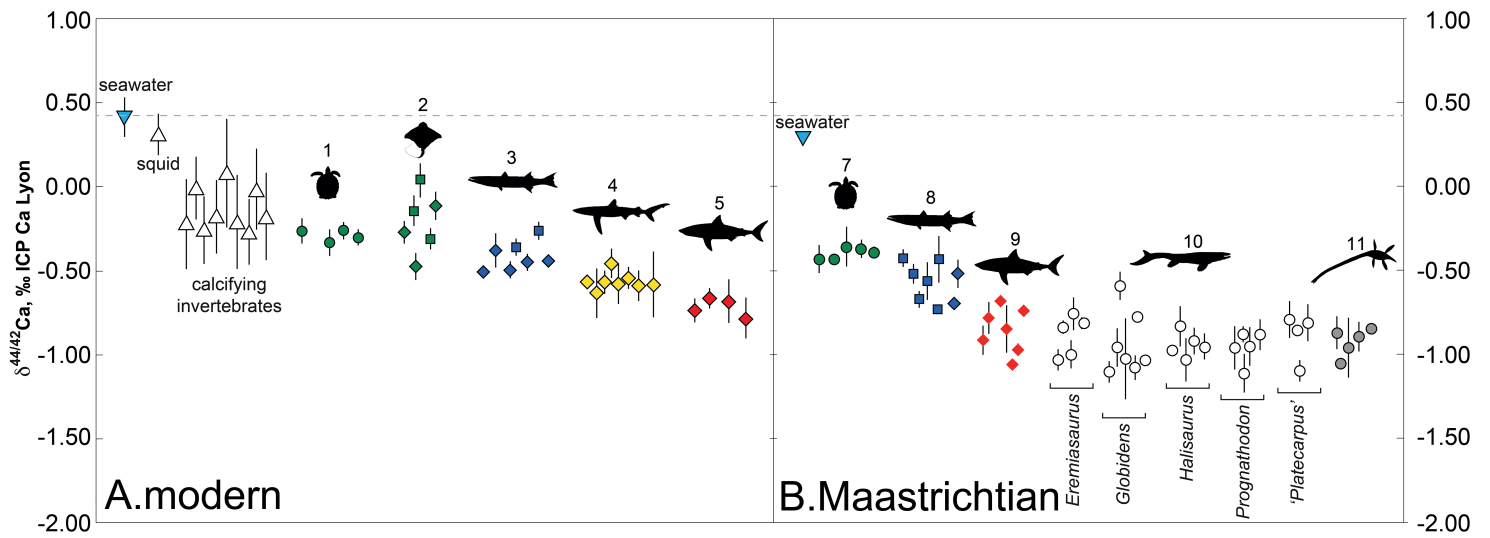 1.00
0.50
0.00
-0.50
-1.00
-1.50
-2.00
δ44/42Ca, ‰ ICP Ca Lyon
seawater
squid
calcifying
invertebrates
1
2
3
4
5
A.modern
seawater
7
8
9
10
11
Eremiasaurus
Globidens
Halisaurus
Prognathodon
'Platecarpus'
B.Maastrichtian
1.00
0.50
0.00
-0.50
-1.00
-1.50
-2.00